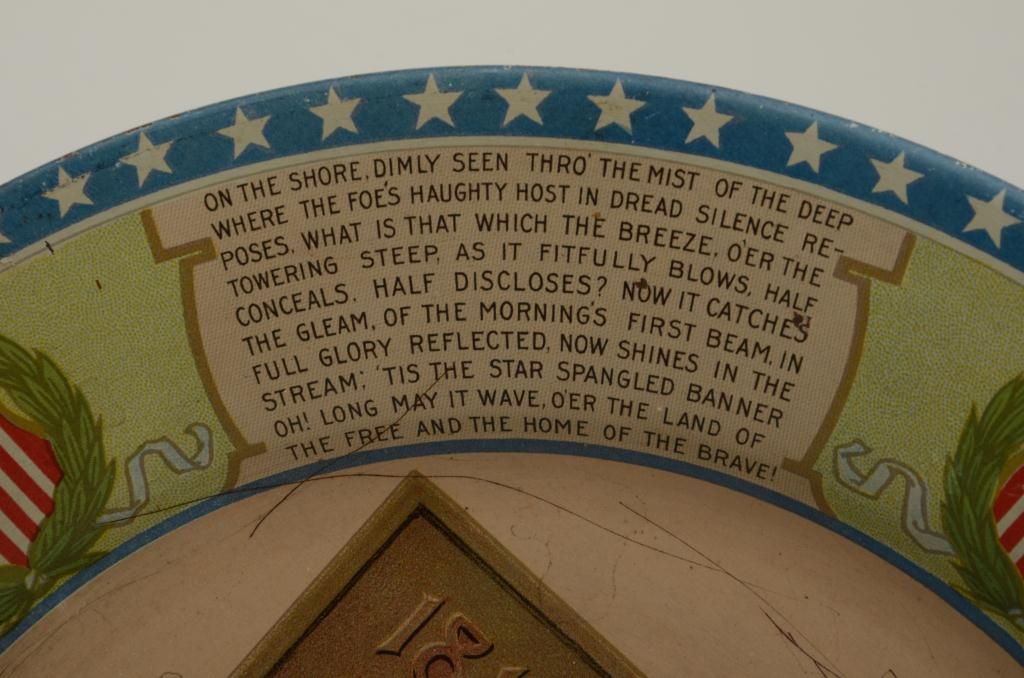 ON THE SHORE, DIMLY SEEN THRO' THE MIST OF THE DEEP
WHERE THE FOE'S HAUGHTY HOST IN DREAD SILENCE RE-
POSES, WHAT IS THAT WHICH THE BREEZE, O'ER THE
TOWERING STEEP, AS IT FITFULLY BLOWS, HALF
CONCEALS, HALF DISCLOSES? NOW IT CATCHES
THE GLEAM, OF THE MORNING'S FIRST BEAM, IN
FULL GLORY REFLECTED, NOW SHINES IN THE
STREAM; 'TIS THE STAR SPANGLED BANNER
OH! LONG MAY IT WAVE, O'ER THE LAND OF
THE FREE AND THE HOME OF THE BRAVE!
18